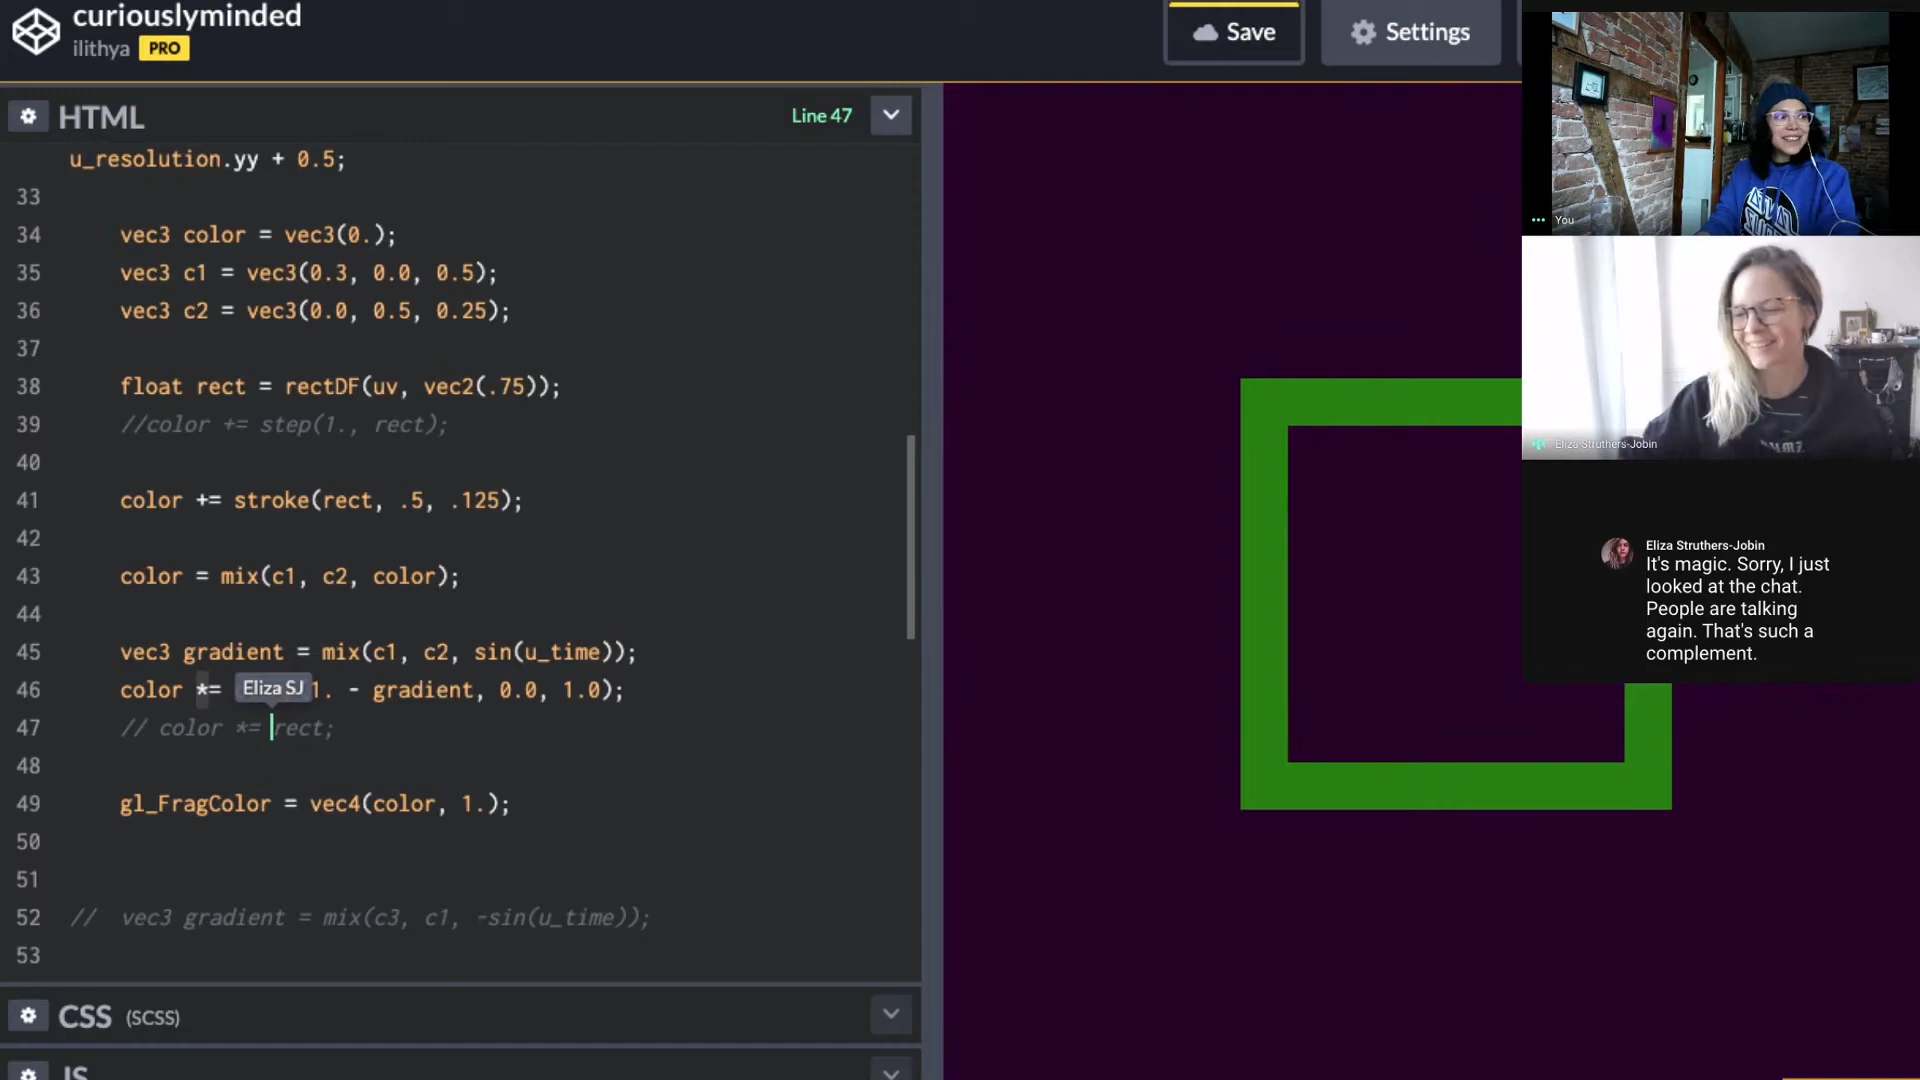 curiouslyminded
ilithya PRO
Save
Settings
HTML
Line 47
u_resolution.yy + 0.5;
33
34 vec3 color = vec3(0.);
35 vec3 c1 = vec3(0.3, 0.0, 0.5);
36 vec3 c2 = vec3(0.0, 0.5, 0.25);
37
38 float rect = rectDF(uv, vec2(.75));
39 //color += step(1., rect);
40
41 color += stroke(rect, .5, .125);
42
43 color = mix(c1, c2, color);
44
45 vec3 gradient = mix(c1, c2, sin(u_time));
46 color *= Eliza SJ 1. - gradient, 0.0, 1.0);
47 // color *= rect;
48
49 gl_FragColor = vec4(color, 1.);
50
51
52 // vec3 gradient = mix(c3, c1, -sin(u_time));
53
CSS (SCSS)
JS
You
Eliza Struthers-Jobin
Eliza Struthers-Jobin
It's magic. Sorry, I just
looked at the chat.
People are talking
again. That's such a
complement.